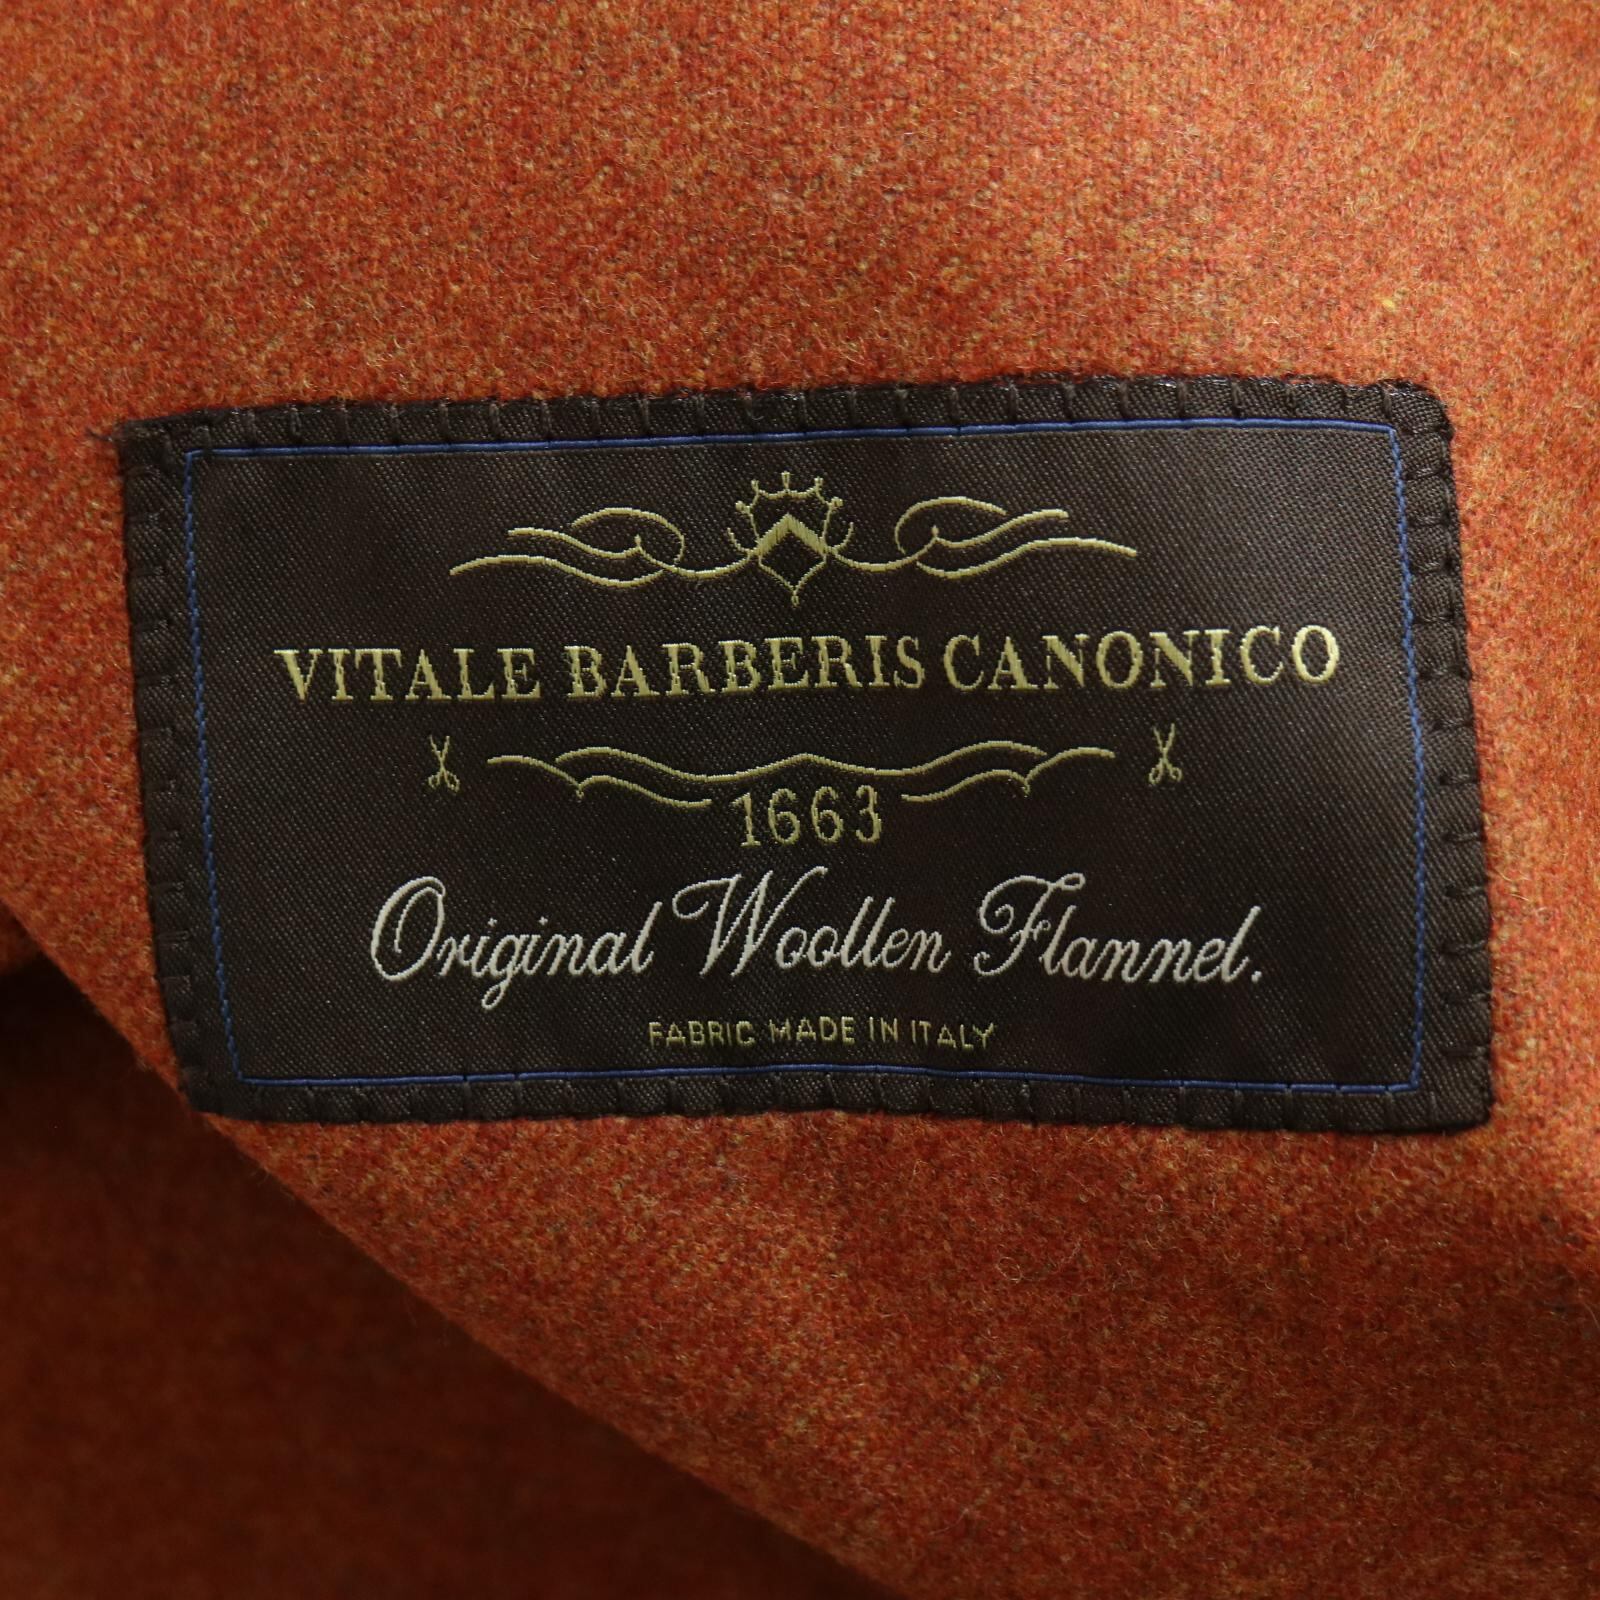 VITALE BARBERIS CANONICO
1663
Original Woollen Flannel.
FABRIC MADE IN ITALY